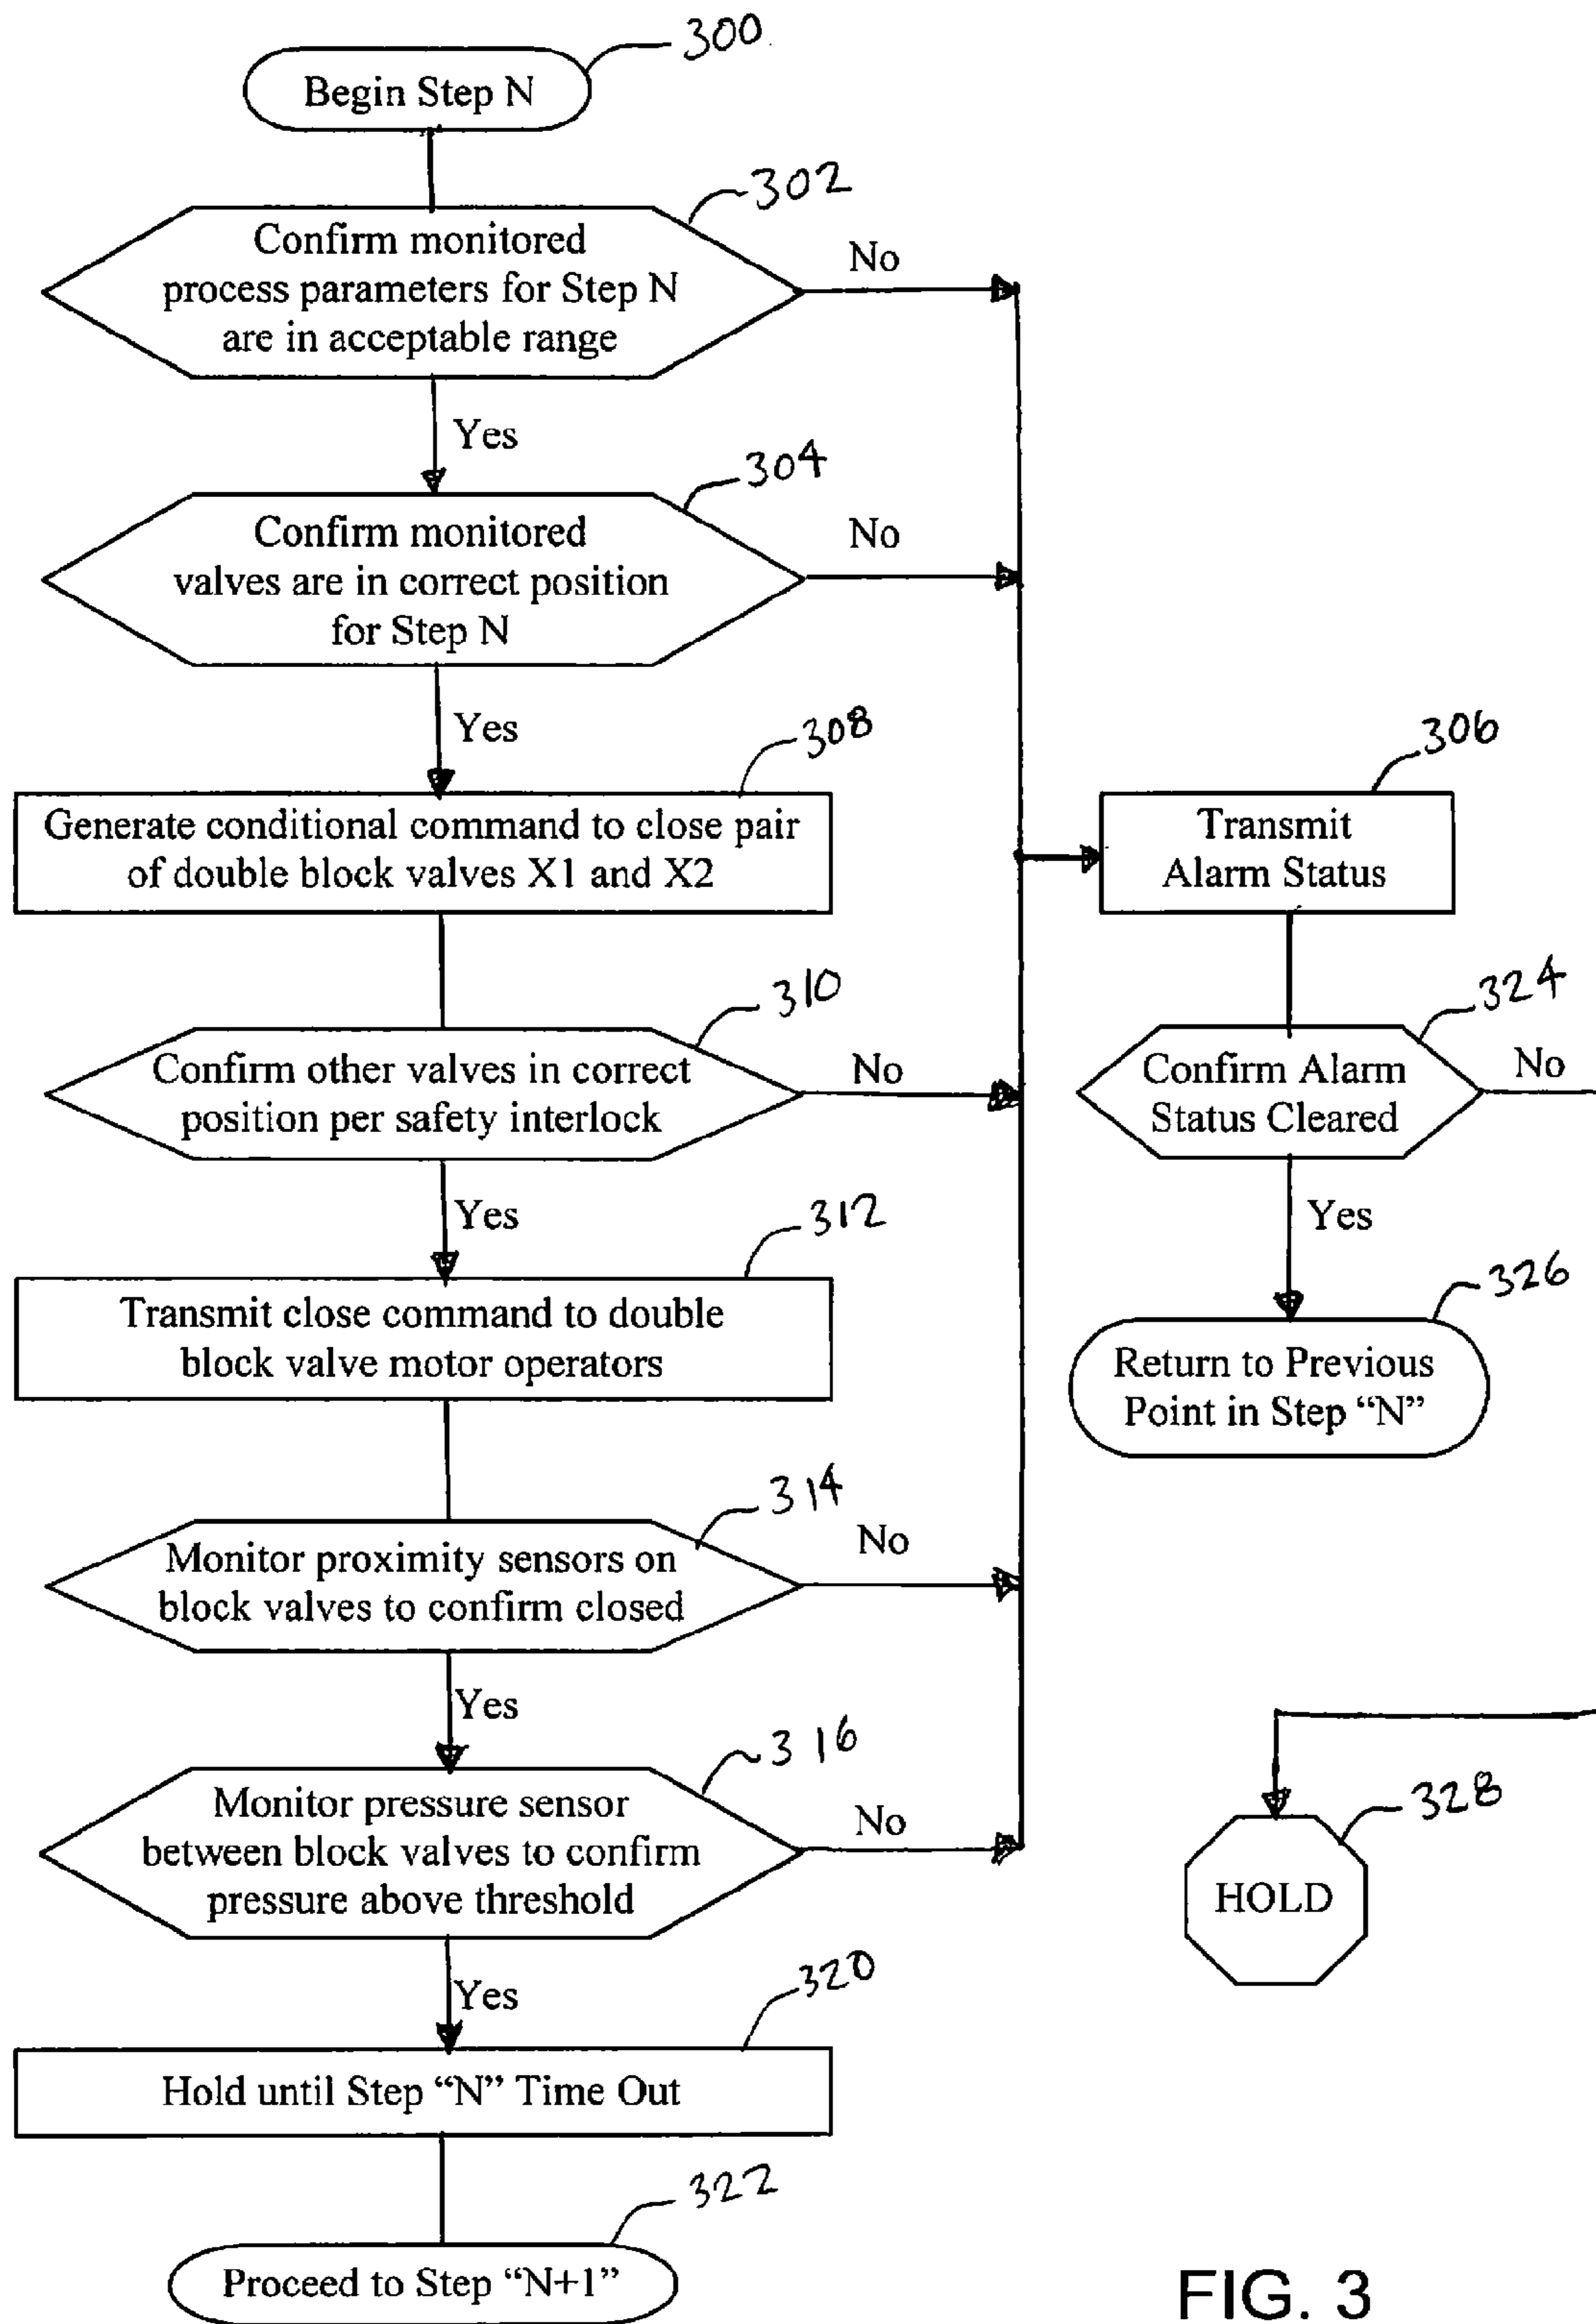 300
Begin Step N
302
Confirm monitored
process parameters for Step N
are in acceptable range
No
Yes
304
Confirm monitored
valves are in correct position
for Step N
No
Yes
308
Generate conditional command to close pair
of double block valves X1 and X2
306
Transmit
Alarm Status
310
Confirm other valves in correct
position per safety interlock
No
324
Confirm Alarm
Status Cleared
No
Yes
Yes
312
Transmit close command to double
block valve motor operators
326
Return to Previous
Point in Step “N”
314
Monitor proximity sensors on
block valves to confirm closed
No
Yes
316
Monitor pressure sensor
between block valves to confirm
pressure above threshold
No
328
HOLD
Yes
320
Hold until Step “N” Time Out
322
Proceed to Step “N+1”
FIG. 3